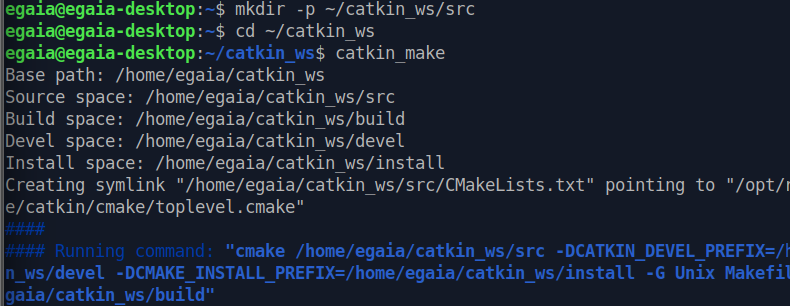 egaia@egaia-desktop:~$ mkdir -p ~/catkin_ws/src
egaia@egaia-desktop:~$ cd ~/catkin_ws
egaia@egaia-desktop:~/catkin_ws$ catkin_make
Base path: /home/egaia/catkin_ws
Source space: /home/egaia/catkin_ws/src
Build space: /home/egaia/catkin_ws/build
Devel space: /home/egaia/catkin_ws/devel
Install space: /home/egaia/catkin_ws/install
Creating symlink "/home/egaia/catkin_ws/src/CMakeLists.txt" pointing to "/opt/r
e/catkin/cmake/toplevel.cmake"
####
#### Running command: "cmake /home/egaia/catkin_ws/src -DCATKIN_DEVEL_PREFIX=/h
n_ws/devel -DCMAKE_INSTALL_PREFIX=/home/egaia/catkin_ws/install -G Unix Makefil
gaia/catkin_ws/build"